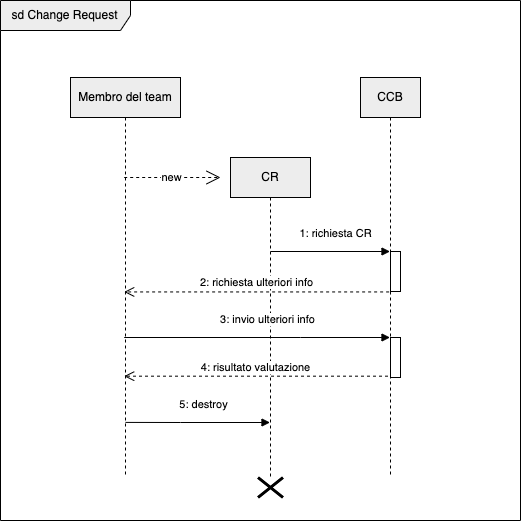 sd Change Request
Membro del team
CCB
new
CR
1: richiesta CR
2: richiesta ulteriori info
3: invio ulteriori info
4: risultato valutazione
5: destroy